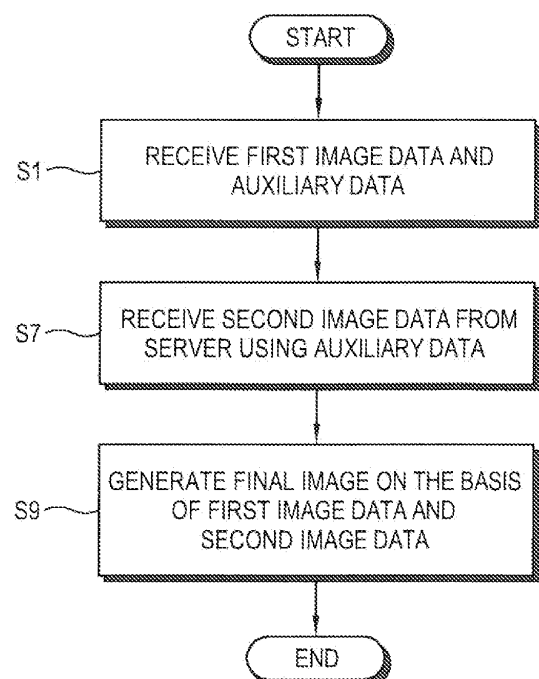 START
S1
RECEIVE FIRST IMAGE DATA AND
AUXILIARY DATA
S7
RECEIVE SECOND IMAGE DATA FROM
SERVER USING AUXILIARY DATA
S9
GENERATE FINAL IMAGE ON THE BASIS
OF FIRST IMAGE DATA AND
SECOND IMAGE DATA
END